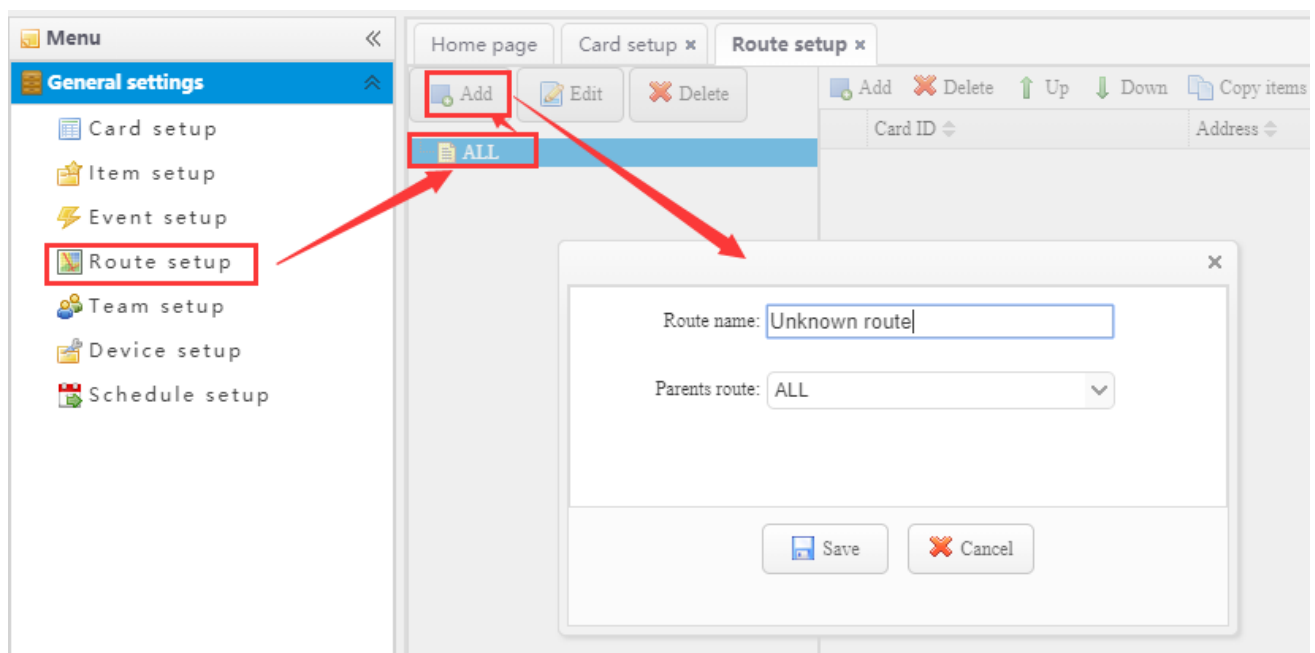 Menu
General settings
Card setup
Item setup
Event setup
Route setup
Team setup
Device setup
Schedule setup
Home page Card setup × Route setup ×
Add Edit Delete
ALL
Add Delete Up Down Copy items
Card ID Address
Route name: Unknown route
Parents route: ALL
Save Cancel